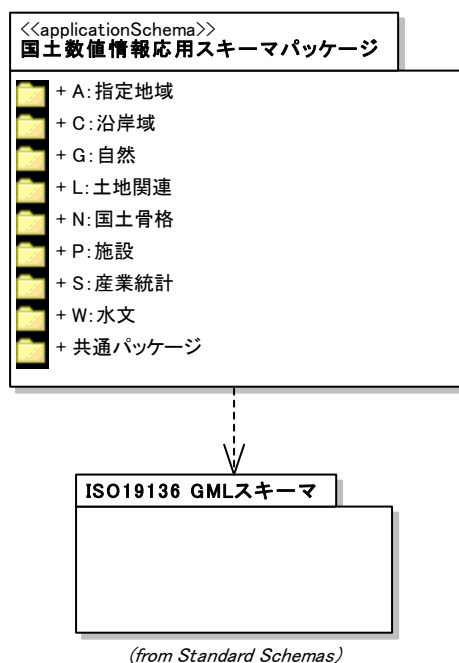 <<applicationSchema>>
国土数値情報応用スキーマパッケージ
+ A:指定地域
+ C:沿岸域
+ G:自然
+ L:土地関連
+ N:国土骨格
+ P:施設
+ S:産業統計
+ W:水文
+ 共通パッケージ
ISO19136 GMLスキーマ
(from Standard Schemas)